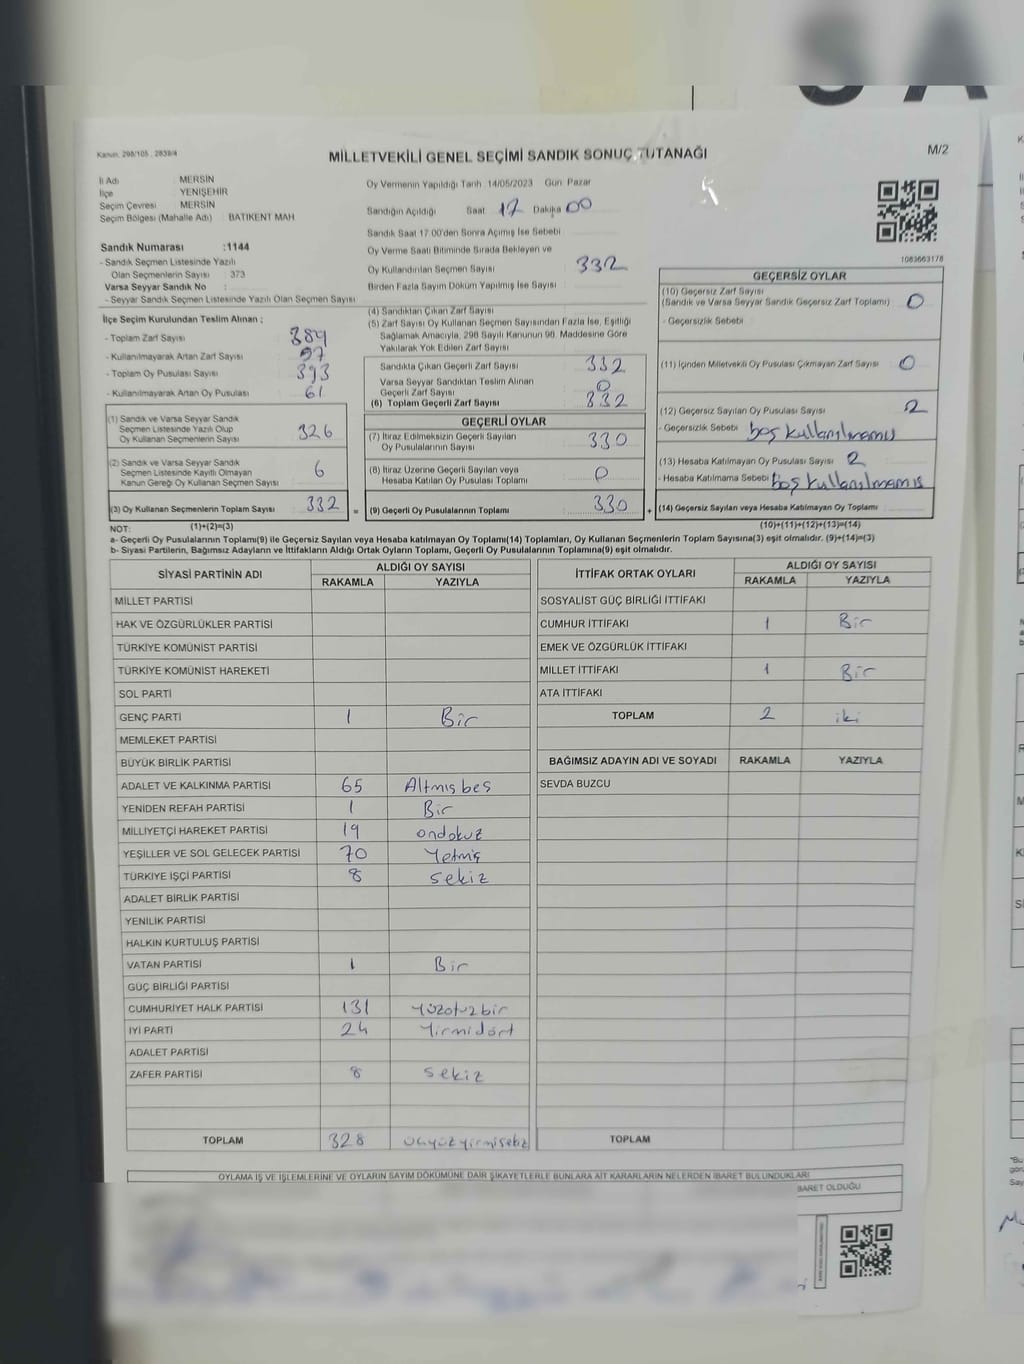 S A
Kanun: 298/105 , 2839/4
MİLLETVEKİLİ GENEL SEÇİMİ SANDIK SONUÇ TUTANAĞI
M/2
İl Adı : MERSİN
İlçe : YENİŞEHİR
Seçim Çevresi : MERSİN
Seçim Bölgesi (Mahalle Adı) : BATIKENT MAH
Oy Vermenin Yapıldığı Tarih :14/05/2023 Gün: Pazar
Sandığın Açıldığı Saat 17 Dakika 00
Sandık Saat 17:00'den Sonra Açımış İse Sebebi
Sandık Numarası :1144
- Sandık Seçmen Listesinde Yazılı
Olan Seçmenlerin Sayısı : 373
Varsa Seyyar Sandık No :
- Seyyar Sandık Seçmen Listesinde Yazılı Olan Seçmen Sayısı :
Oy Verme Saati Bitiminde Sırada Bekleyen ve
Oy Kullandırılan Seçmen Sayısı : 332
Birden Fazla Sayım Döküm Yapılmış İse Sayısı :
1083663178
İlçe Seçim Kurulundan Teslim Alınan ;
- Toplam Zarf Sayısı : 389
- Kullanılmayarak Artan Zarf Sayısı : 57
- Toplam Oy Pusulası Sayısı : 393
- Kullanılmayarak Artan Oy Pusulası : 61
(1) Sandık ve Varsa Seyyar Sandık
Seçmen Listesinde Yazılı Olup
Oy Kullanan Seçmenlerin Sayısı : 326
(2) Sandık ve Varsa Seyyar Sandık
Seçmen Listesinde Kayıtlı Olmayan
Kanun Gereği Oy Kullanan Seçmen Sayısı : 6
(3) Oy Kullanan Seçmenlerin Toplam Sayısı : 332 =
(4) Sandıktan Çıkan Zarf Sayısı :
(5) Zarf Sayısı Oy Kullanan Seçmen Sayısından Fazla İse, Eşitliği
Sağlamak Amacıyla, 298 Sayılı Kanunun 98. Maddesine Göre
Yakılarak Yok Edilen Zarf Sayısı :
Sandıkta Çıkan Geçerli Zarf Sayısı : 332
Varsa Seyyar Sandıktan Teslim Alınan
Geçerli Zarf Sayısı : 0
(6) Toplam Geçerli Zarf Sayısı : 332
GEÇERLİ OYLAR
(7) İtiraz Edilmeksizin Geçerli Sayılan
Oy Pusulalarının Sayısı : 330
(8) İtiraz Üzerine Geçerli Sayılan veya
Hesaba Katılan Oy Pusulası Sayısı : 0
(9) Geçerli Oy Pusulalarının Toplamı : 330 +
GEÇERSİZ OYLAR
(10) Geçersiz Zarf Sayısı
(Sandık ve Varsa Seyyar Sandık Geçersiz Zarf Toplamı) : 0
- Geçersizlik Sebebi :
(11) İçinden Milletvekili Oy Pusulası Çıkmayan Zarf Sayısı : 0
(12) Geçersiz Sayılan Oy Pusulası Sayısı : 2
- Geçersizlik Sebebi : boş kullanılmamış
(13) Hesaba Katılmayan Oy Pusulası Sayısı : 2
- Hesaba Katılmama Sebebi : boş kullanılmamış
(14) Geçersiz Sayılan veya Hesaba Katılmayan Oy Toplamı :
NOT: (1)+(2)=(3)
(10)+(11)+(12)+(13)=(14)
a- Geçerli Oy Pusulalarının Toplamı(9) ile Geçersiz Sayılan veya Hesaba katılmayan Oy Toplamı(14) Toplamları, Oy Kullanan Seçmenlerin Toplam Sayısına(3) eşit olmalıdır. (9)+(14)=(3)
b- Siyasi Partilerin, Bağımsız Adayların ve İttifakların Aldığı Ortak Oyların Toplamı, Geçerli Oy Pusulalarının Toplamına(9) eşit olmalıdır.
SİYASİ PARTİNİN ADI ALDIĞI OY SAYISI
RAKAMLA YAZIYLA
MİLLET PARTİSİ
HAK VE ÖZGÜRLÜKLER PARTİSİ
TÜRKİYE KOMÜNİST PARTİSİ
TÜRKİYE KOMÜNİST HAREKETİ
SOL PARTİ
GENÇ PARTİ 1 Bir
MEMLEKET PARTİSİ
BÜYÜK BİRLİK PARTİSİ
ADALET VE KALKINMA PARTİSİ 65 Altmış beş
YENİDEN REFAH PARTİSİ 1 Bir
MİLLİYETÇİ HAREKET PARTİSİ 19 ondokuz
YEŞİLLER VE SOL GELECEK PARTİSİ 70 Yetmiş
TÜRKİYE İŞÇİ PARTİSİ 8 Sekiz
ADALET BİRLİK PARTİSİ
YENİLİK PARTİSİ
HALKIN KURTULUŞ PARTİSİ
VATAN PARTİSİ 1 Bir
GÜÇ BİRLİĞİ PARTİSİ
CUMHURİYET HALK PARTİSİ 131 Yüzotuzbir
İYİ PARTİ 24 Yirmidört
ADALET PARTİSİ
ZAFER PARTİSİ 8 Sekiz
TOPLAM 328 Üçyüzyirmisekiz
İTTİFAK ORTAK OYLARI ALDIĞI OY SAYISI
RAKAMLA YAZIYLA
SOSYALİST GÜÇ BİRLİĞİ İTTİFAKI
CUMHUR İTTİFAKI 1 Bir
EMEK VE ÖZGÜRLÜK İTTİFAKI
MİLLET İTTİFAKI 1 Bir
ATA İTTİFAKI
TOPLAM 2 iki
BAĞIMSIZ ADAYIN ADI VE SOYADI RAKAMLA YAZIYLA
SEVDA BUZCU
TOPLAM
OYLAMA İŞ VE İŞLEMLERİNE VE OYLARIN SAYIM DÖKÜMÜNE DAİR ŞİKAYETLERLE BUNLARA AİT KARARLARIN NELERDEN İBARET BULUNDUKLARI
BARET OLDUĞU